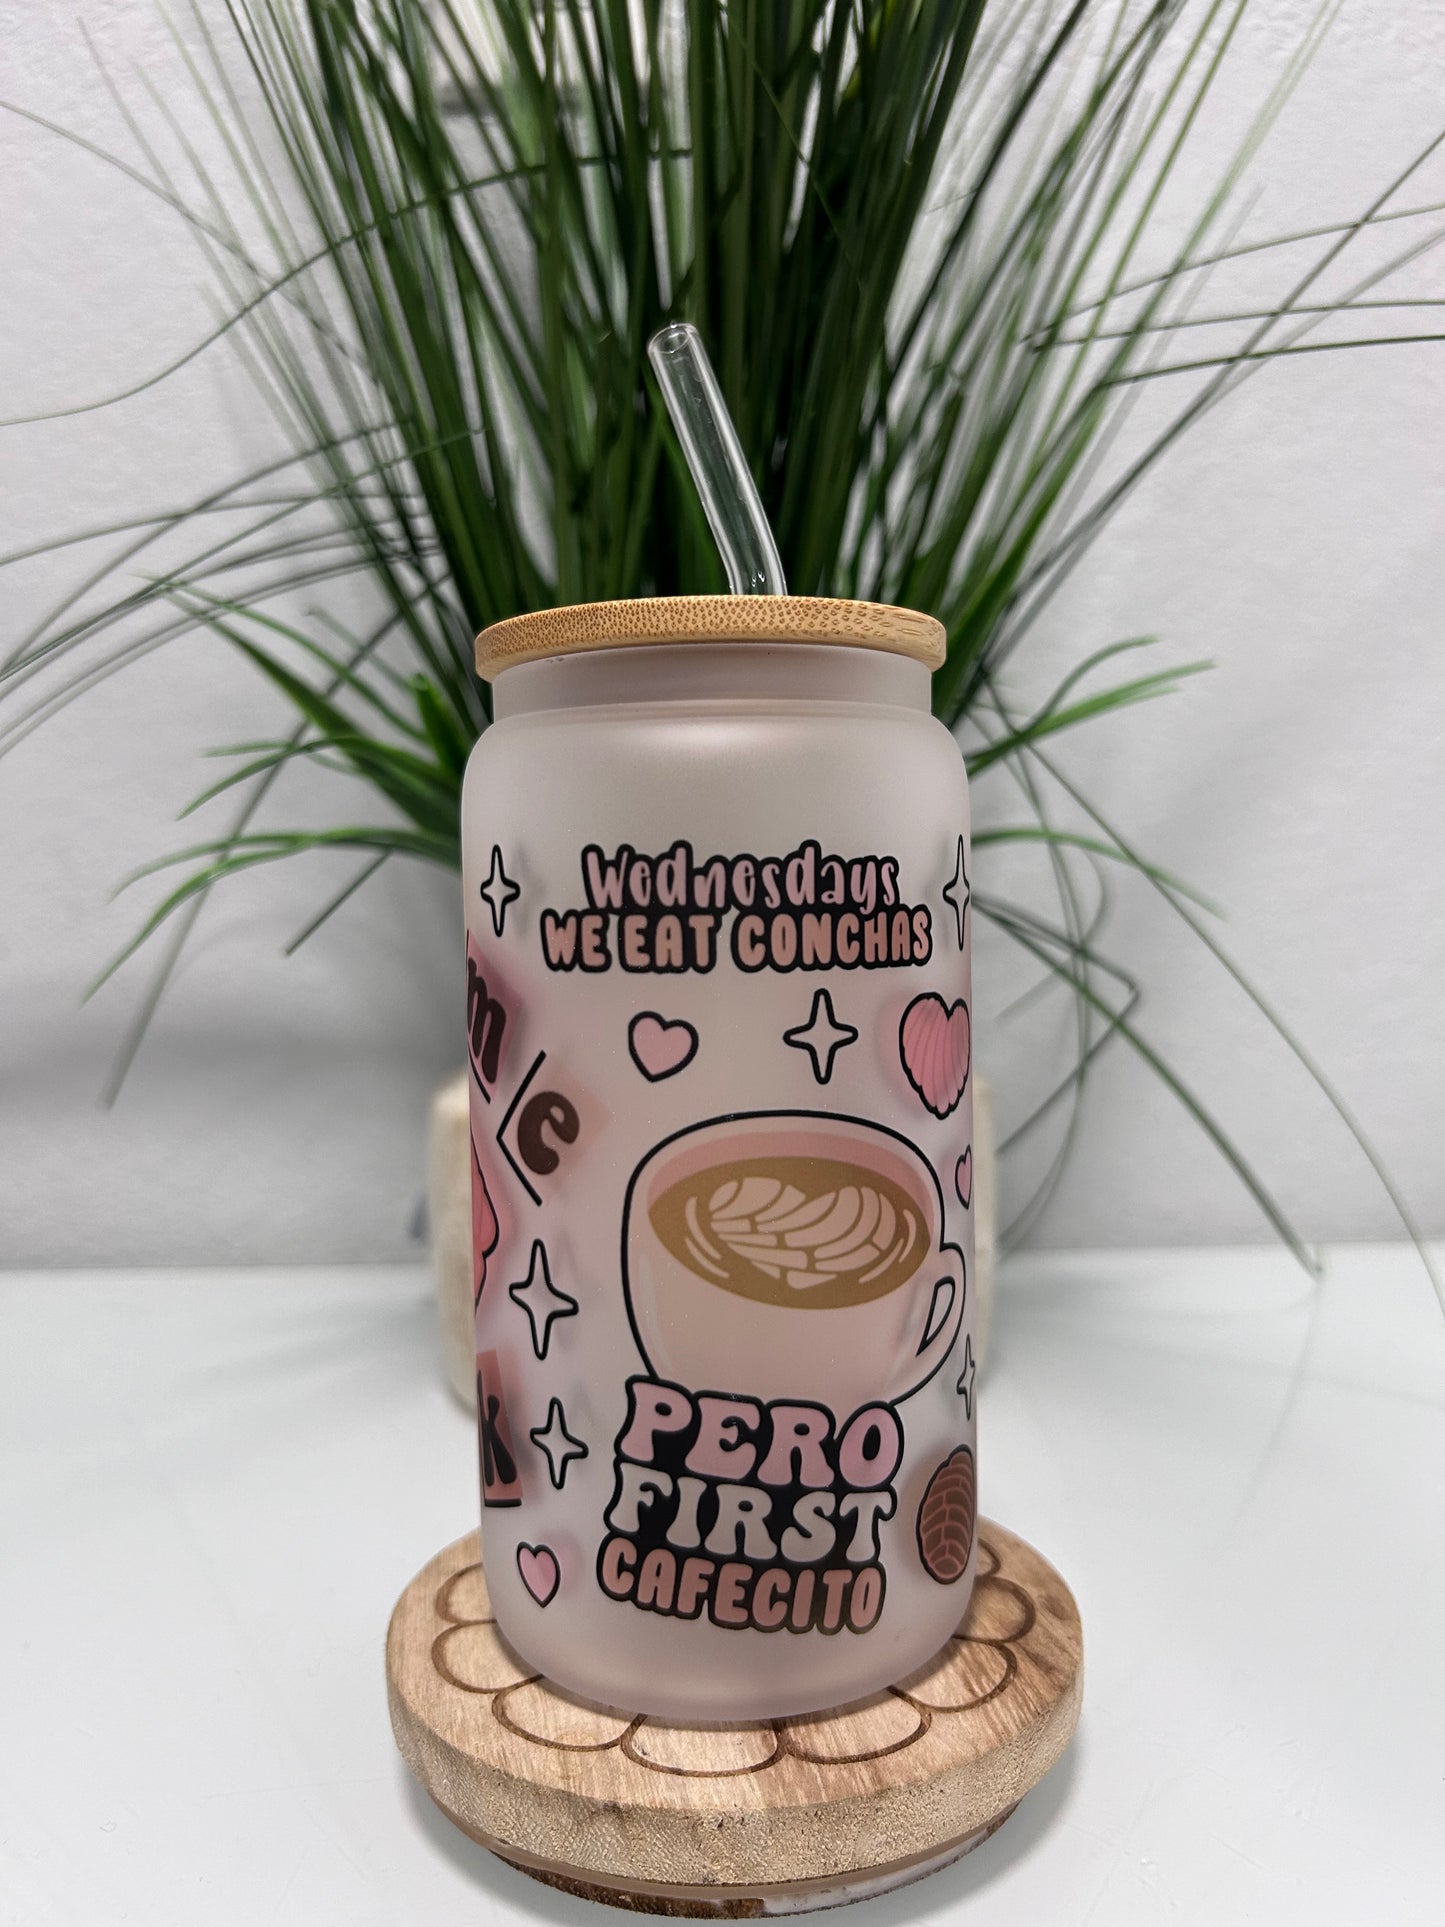 Wednesdays
WE EAT CONCHAS
m
e
k
PERO
FIRST
CAFECITO